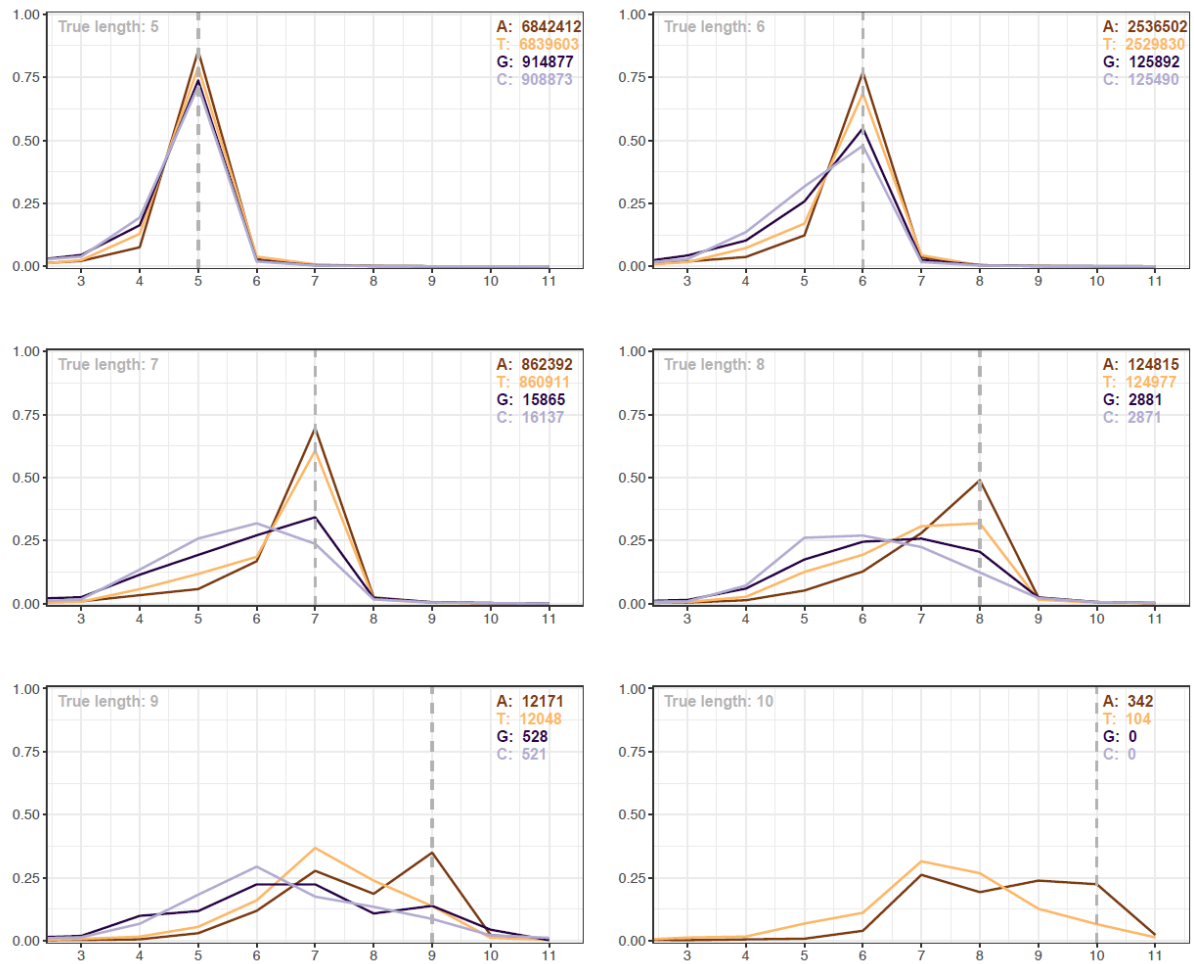 True length: 5
A: 6842412
T: 6839603
G: 914877
C: 908873
1.00
0.75
0.50
0.25
0.00
3 4 5 6 7 8 9 10 11
True length: 6
A: 2536502
T: 2529830
G: 125892
C: 125490
1.00
0.75
0.50
0.25
0.00
3 4 5 6 7 8 9 10 11
True length: 7
A: 862392
T: 860911
G: 15865
C: 16137
1.00
0.75
0.50
0.25
0.00
3 4 5 6 7 8 9 10 11
True length: 8
A: 124815
T: 124977
G: 2881
C: 2871
1.00
0.75
0.50
0.25
0.00
3 4 5 6 7 8 9 10 11
True length: 9
A: 12171
T: 12048
G: 528
C: 521
1.00
0.75
0.50
0.25
0.00
3 4 5 6 7 8 9 10 11
True length: 10
A: 342
T: 104
G: 0
C: 0
1.00
0.75
0.50
0.25
0.00
3 4 5 6 7 8 9 10 11